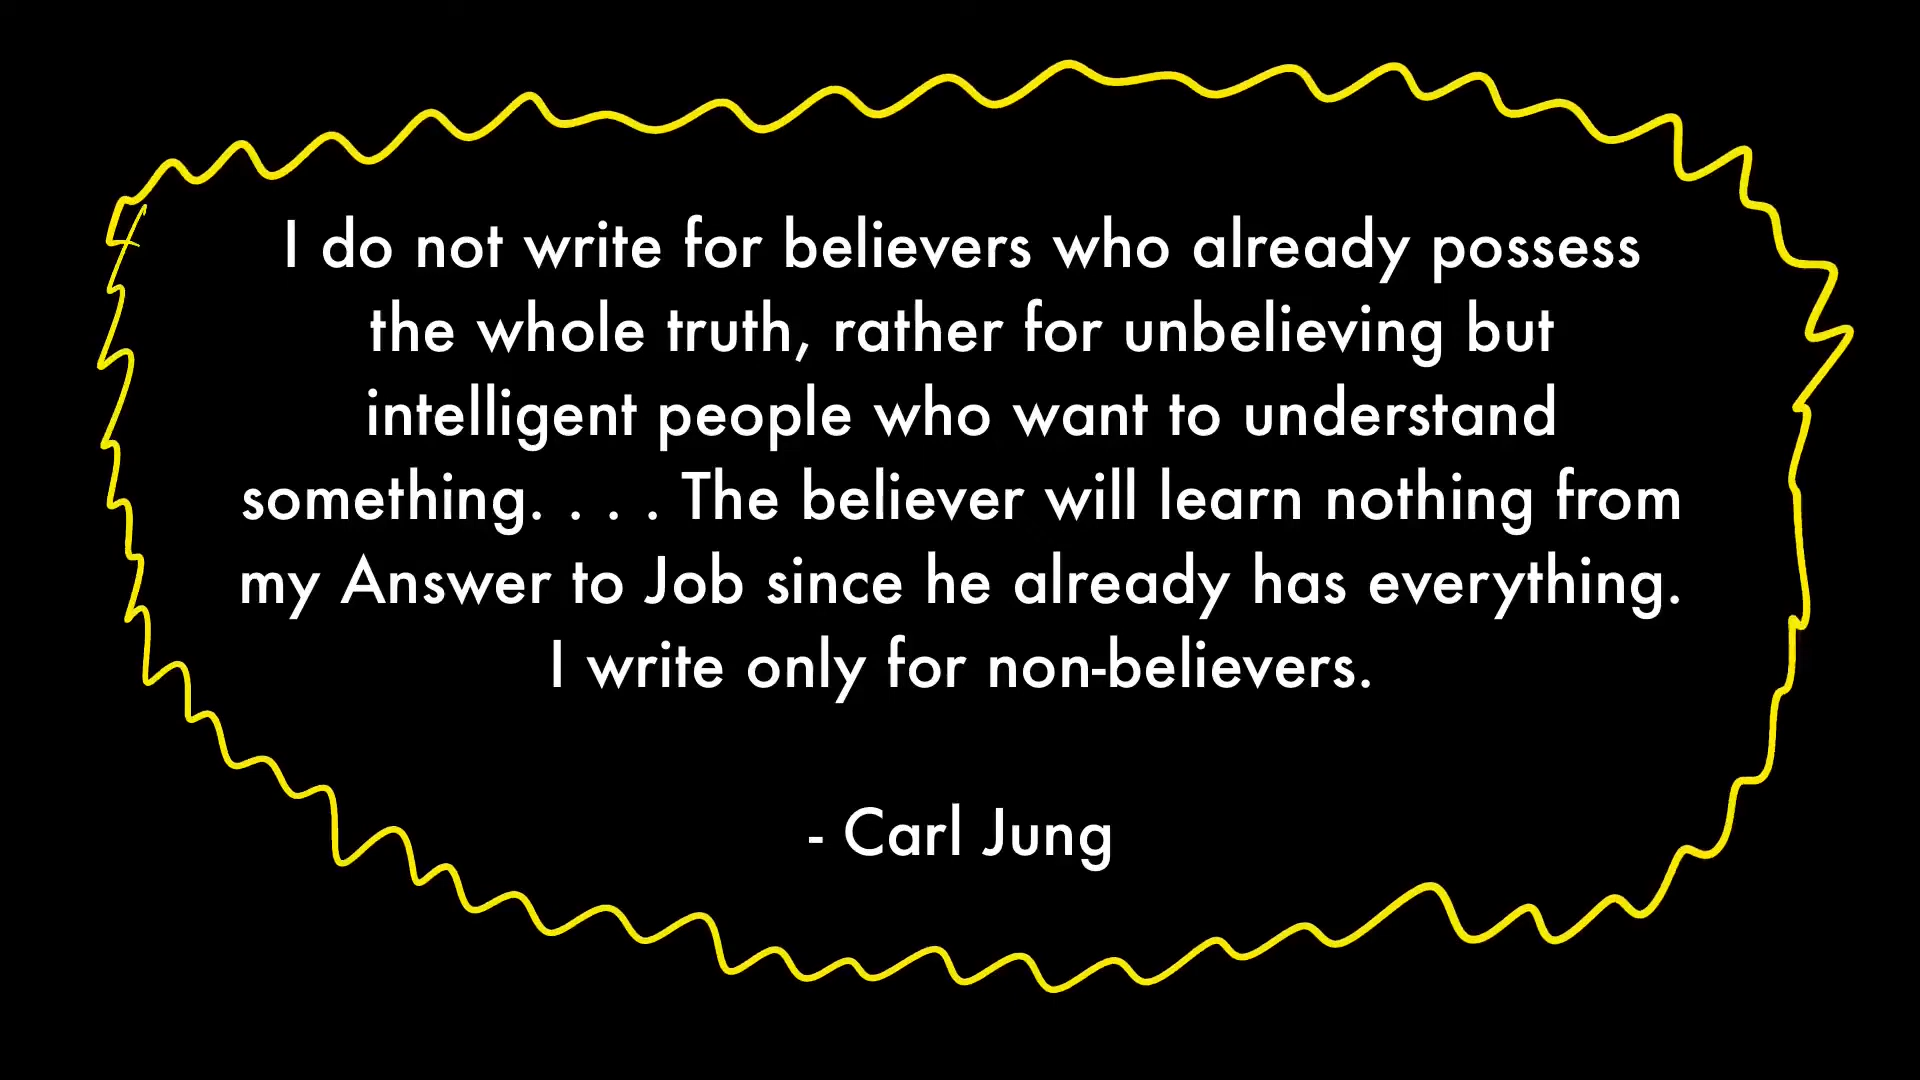 I do not write for believers who already possess
the whole truth, rather for unbelieving but
intelligent people who want to understand
something. . . . The believer will learn nothing from
my Answer to Job since he already has everything.
I write only for non-believers.
- Carl Jung